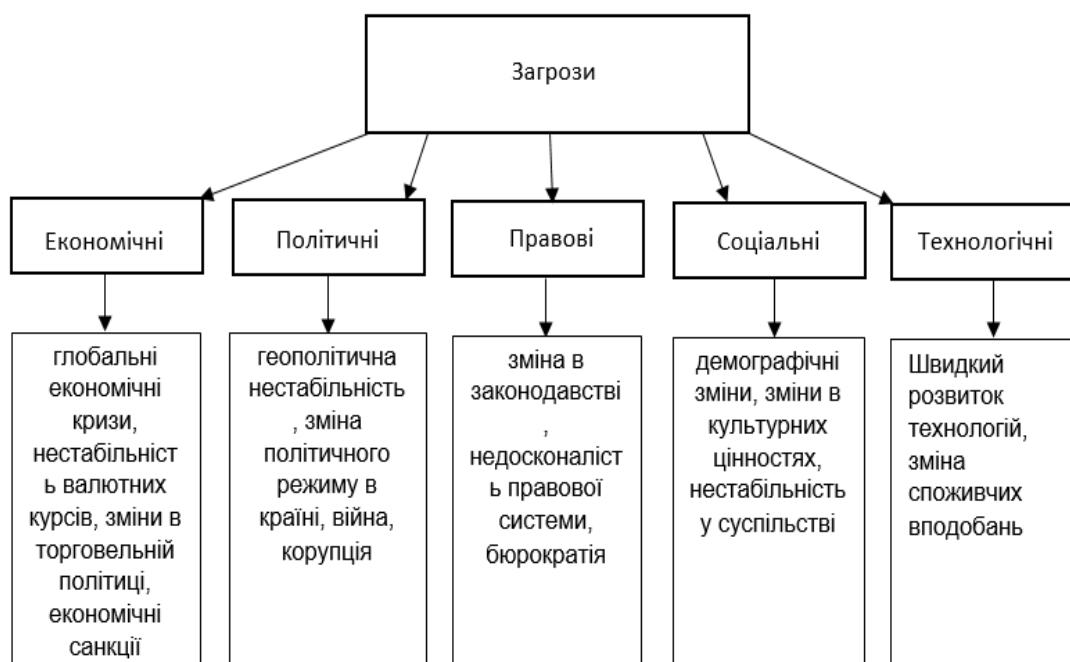 Загрози
Економічні
Політичні
Правові
Соціальні
Технологічні
глобальні
економічні
кризи,
нестабільніст
ь валютних
курсів, зміни в
торговельній
політиці,
економічні
санкції
геополітична
нестабільність
, зміна
політичного
режиму в
країні, війна,
корупція
зміна в
законодавстві
,
недосконаліст
ь правової
системи,
бюрократія
демографічні
зміни, зміни в
культурних
цінностях,
нестабільність
у суспільстві
Швидкий
розвиток
технологій,
зміна
споживчих
вподобань